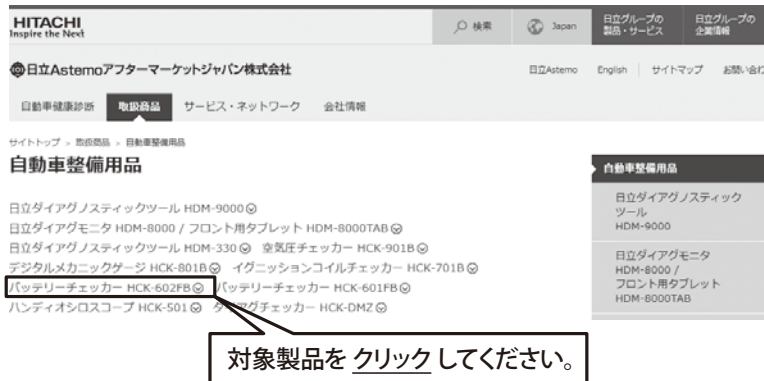 HITACHI
Inspire the Next
検索
Japan
日立グループの
製品・サービス
日立グループの
企業情報
日立Astemoアフターマーケットジャパン株式会社
日立Astemo English サイトマップ お問い合わ
自動車健康診断 取扱商品 サービス・ネットワーク 会社情報
サイトトップ > 取扱商品 > 自動車整備用品
自動車整備用品
日立ダイアグノスティックツール HDM-9000
日立ダイアグモニタ HDM-8000 / フロント用タブレット HDM-8000TAB
日立ダイアグノスティックツール HDM-330 空気圧チェッカー HCK-901B
デジタルメカニックゲージ HCK-801B イグニッションコイルチェッカー HCK-701B
バッテリーチェッカー HCK-602FB バッテリーチェッカー HCK-601FB
ハンディオシロスコープ HCK-501 ダイアグチェッカー HCK-DMZ
自動車整備用品
日立ダイアグノスティック
ツール
HDM-9000
日立ダイアグモニタ
HDM-8000 /
フロント用タブレット
HDM-8000TAB
対象製品を クリック してください。